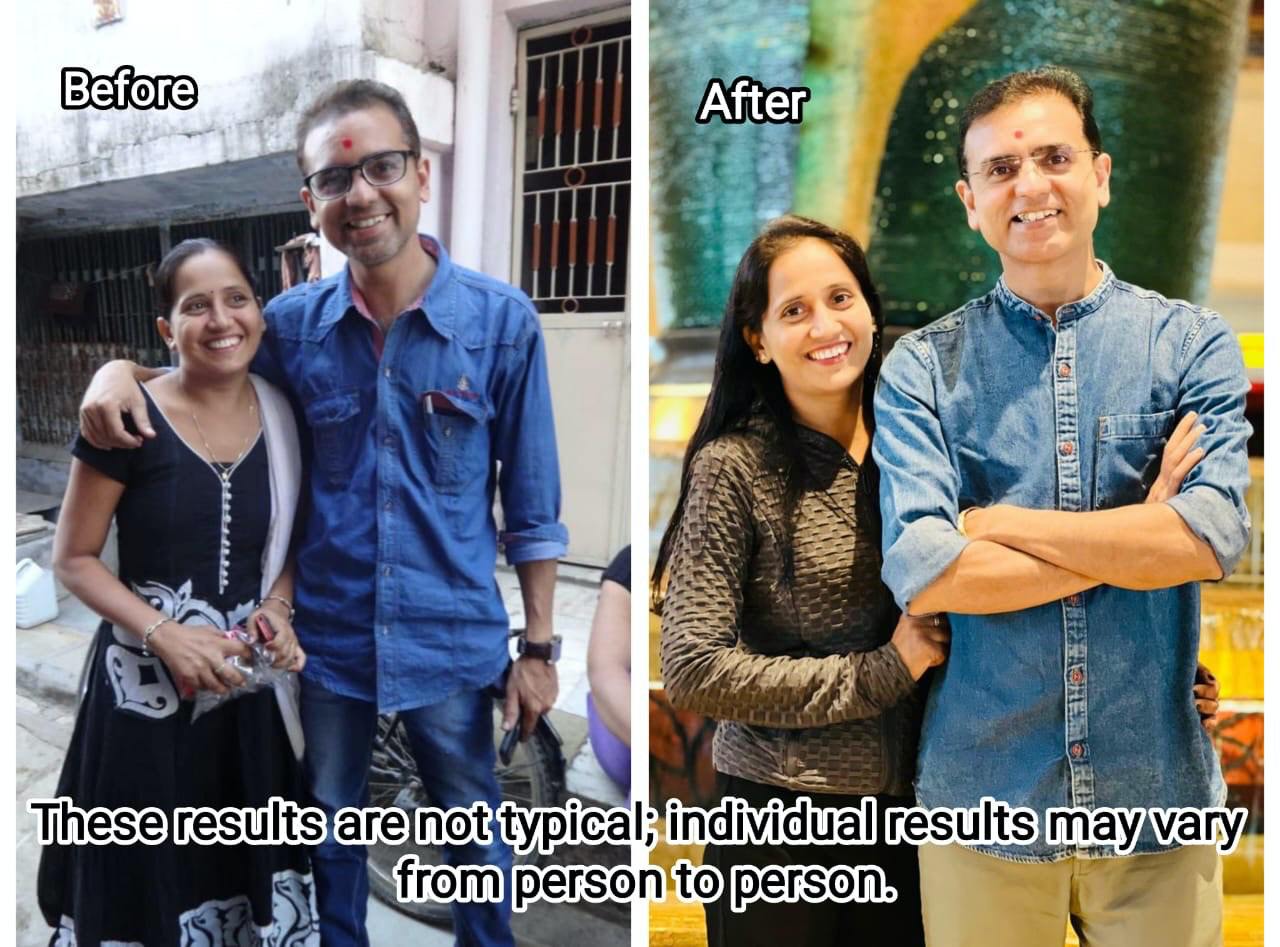 Before
After
These results are not typical; individual results may vary
from person to person.